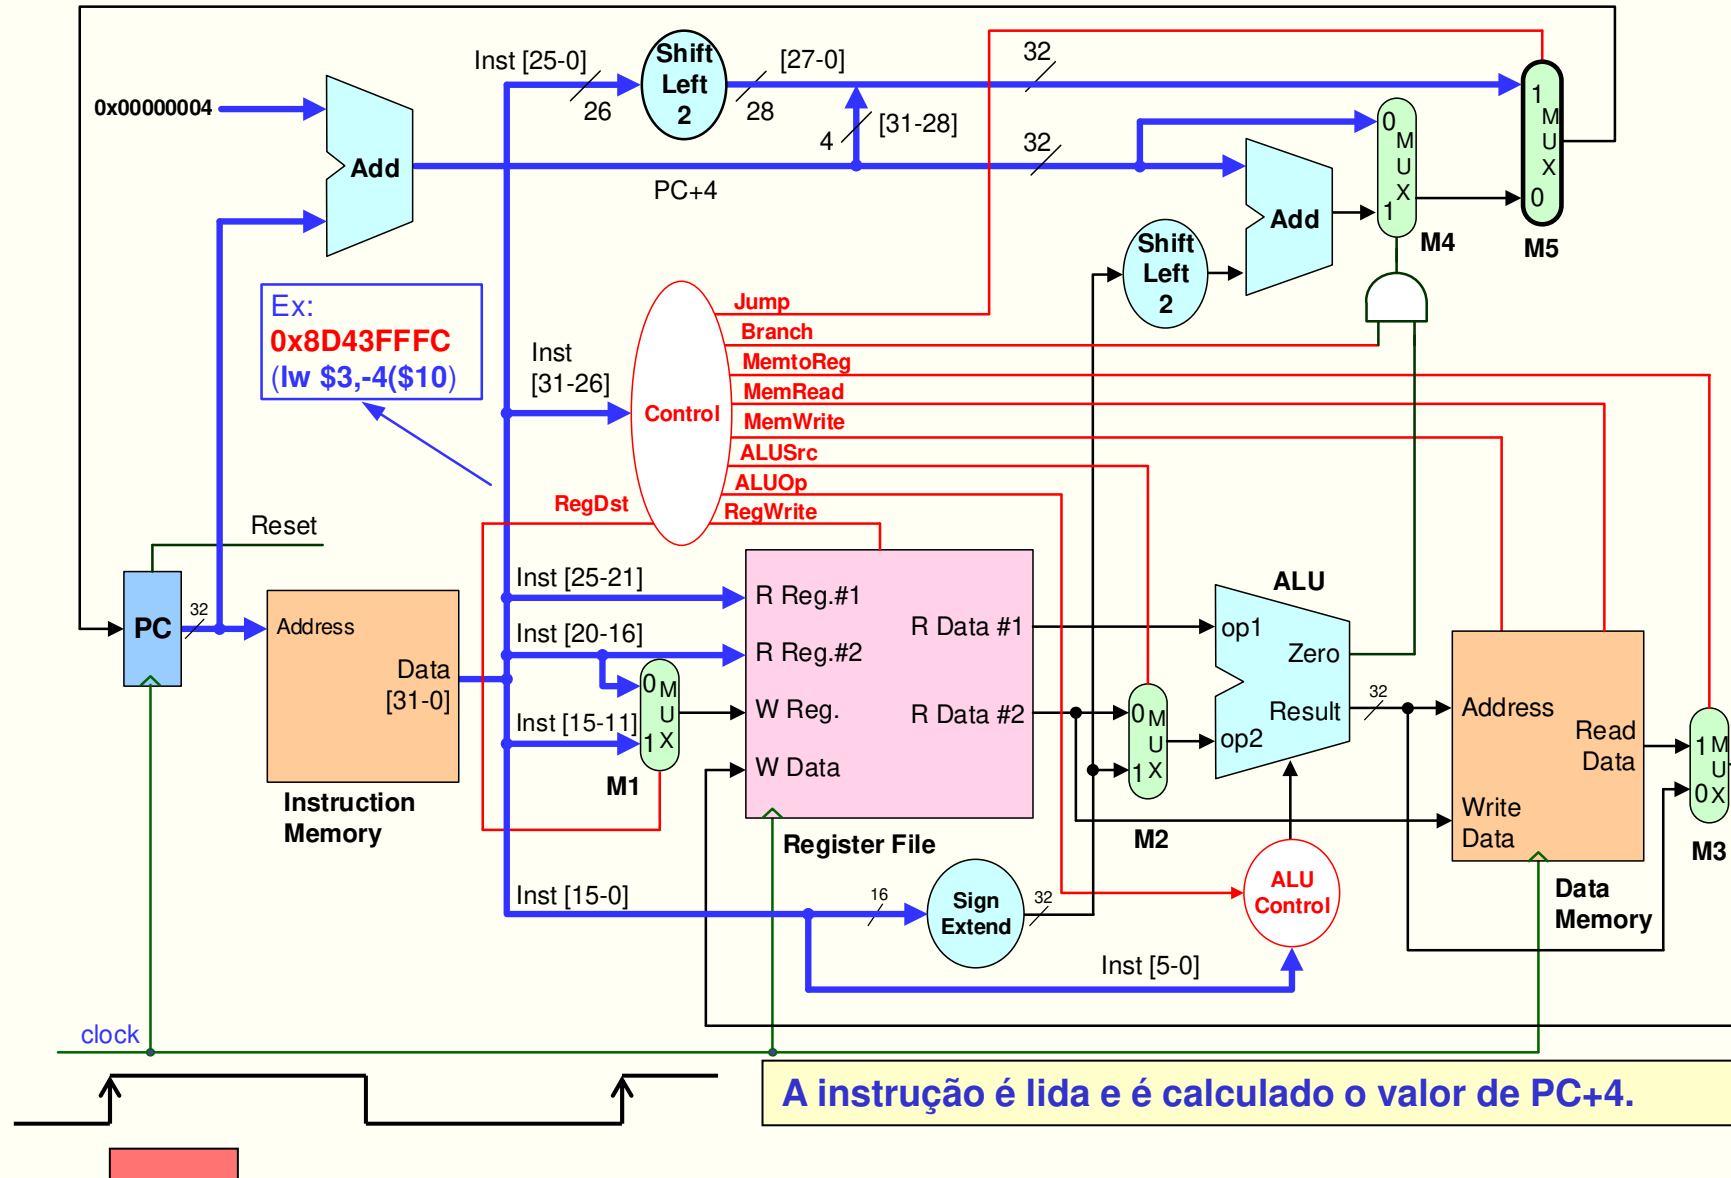 Inst [25-0]
26
Shift
Left
2
28
[27-0]
32
0x00000004
Add
4
[31-28]
32
PC+4
0
M
U
X
1
M4
1
M
U
X
0
M5
Add
Shift
Left
2
Ex:
0x8D43FFFC
(lw $3,-4($10)
Inst
[31-26]
Control
Jump
Branch
MemtoReg
MemRead
MemWrite
ALUSrc
ALUOp
RegWrite
RegDst
Reset
PC
32
Address
Data
[31-0]
Instruction
Memory
Inst [25-21]
Inst [20-16]
Inst [15-11]
0
M
U
X
1
M1
R Reg.#1
R Reg.#2
W Reg.
W Data
R Data #1
R Data #2
Register File
0
M
U
X
1
M2
ALU
op1
Zero
Result
op2
32
Address
Read
Data
Write
Data
Data
Memory
1
M
U
X
0
M3
Inst [15-0]
16
Sign
Extend
32
ALU
Control
Inst [5-0]
clock
A instrução é lida e é calculado o valor de PC+4.